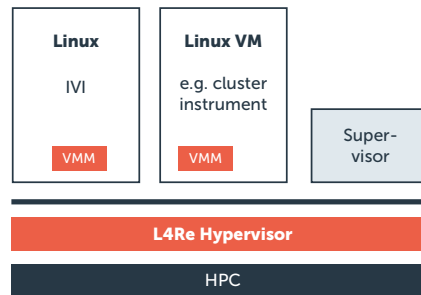 Linux
IVI
VMM
Linux VM
e.g. cluster
instrument
VMM
Super-
visor
L4Re Hypervisor
HPC